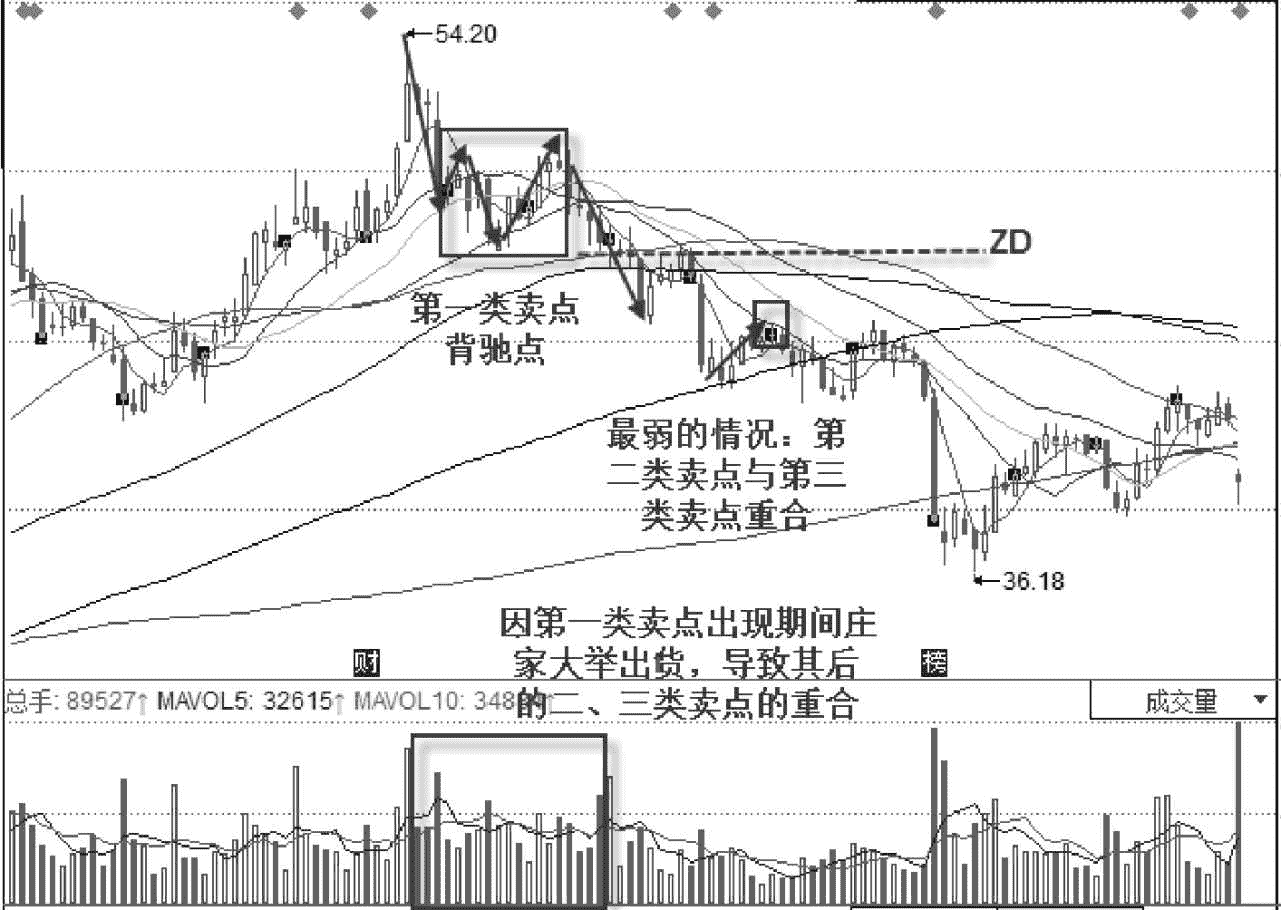 54.20
ZD
第一类卖点
背驰点
最弱的情况：第
二类卖点与第三
类卖点重合
36.18
因第一类卖点出现期间庄
家大举出货，导致其后
的二、三类卖点的重合
财
榜
总手: 89527↑ MAVOL5: 32615↑ MAVOL10: 348
成交量